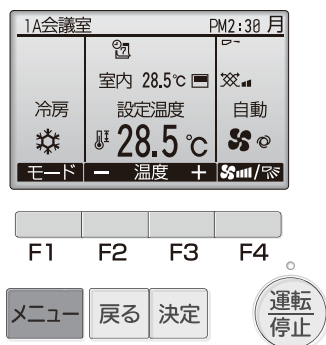 1A会議室 PM2:30 月
室内 28.5℃
冷房 設定温度 自動
28.5℃
モード － 温度 ＋ /
F1 F2 F3 F4
メニュー 戻る 決定 運転
停止